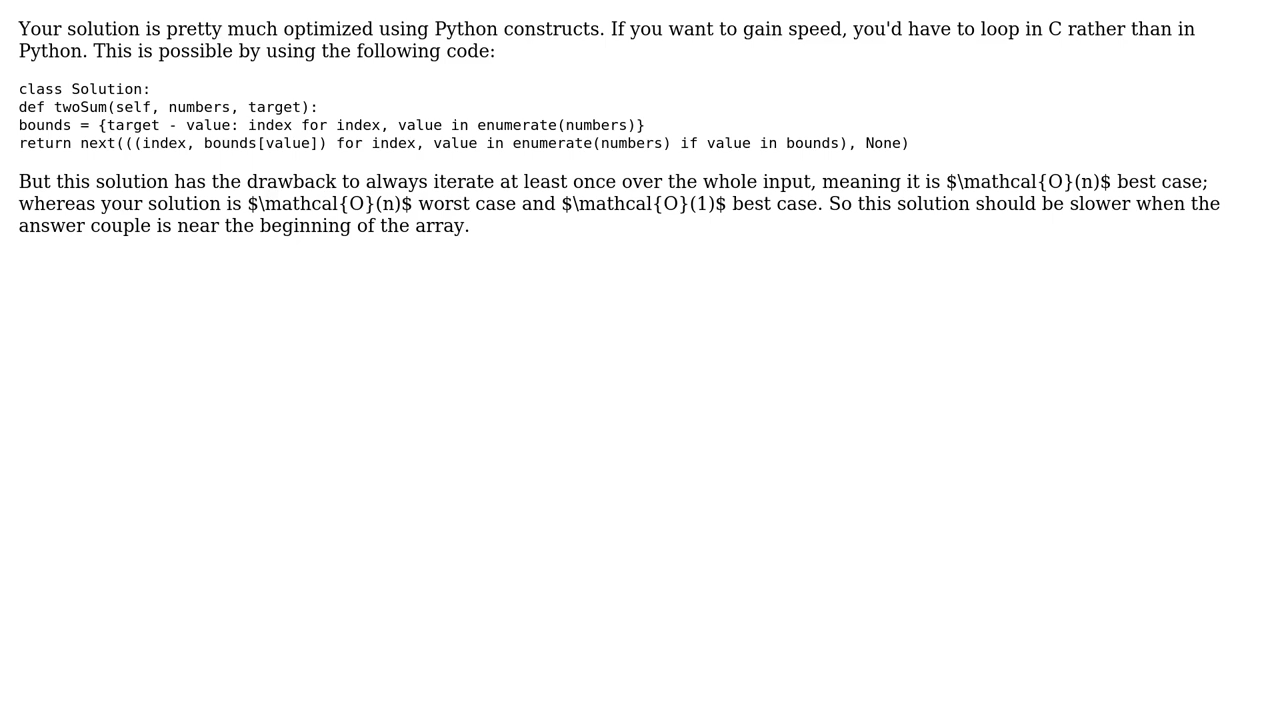 Your solution is pretty much optimized using Python constructs. If you want to gain speed, you'd have to loop in C rather than in
Python. This is possible by using the following code:
class Solution:
def twoSum(self, numbers, target):
bounds = {target - value: index for index, value in enumerate(numbers)}
return next(((index, bounds[value]) for index, value in enumerate(numbers) if value in bounds), None)
But this solution has the drawback to always iterate at least once over the whole input, meaning it is $\mathcal{O}(n)$ best case;
whereas your solution is $\mathcal{O}(n)$ worst case and $\mathcal{O}(1)$ best case. So this solution should be slower when the
answer couple is near the beginning of the array.